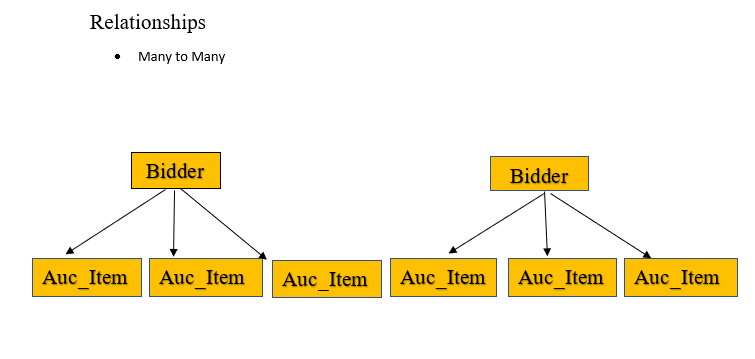 Relationships
• Many to Many
Bidder
Bidder
Auc_Item Auc_Item Auc_Item Auc_Item Auc_Item Auc_Item